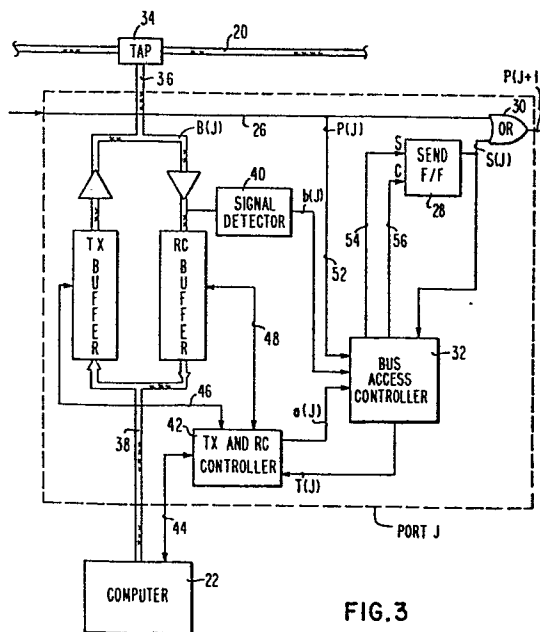 34
20
TAP
36
P(J+1
30
B(J)
26
P(J)
OR
S
SEND
F/F
C
28
S(J)
40
SIGNAL
DETECTOR
b(J)
54
56
TX
BUFFER
RC
BUFFER
52
48
32
BUS
ACCESS
CONTROLLER
46
42
TX AND RC
CONTROLLER
a(J)
38
T(J)
44
PORT J
COMPUTER
22
FIG.3